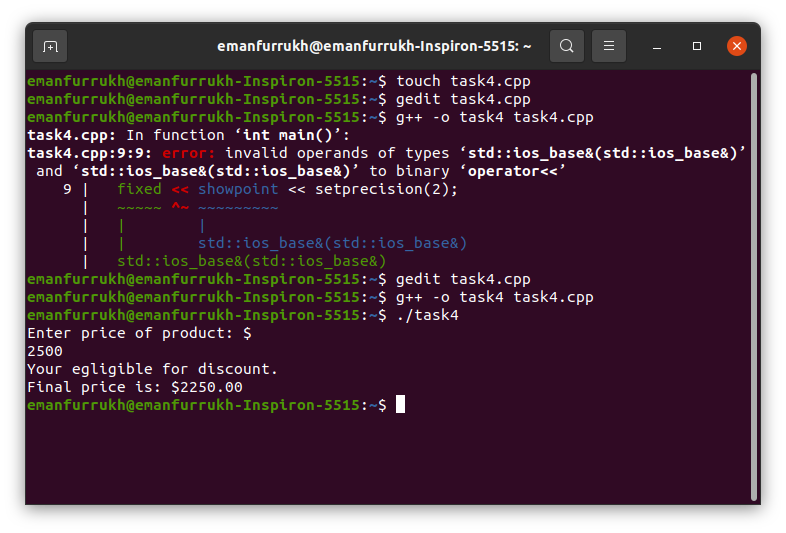 emanfurrukh@emanfurrukh-Inspiron-5515: ~
emanfurrukh@emanfurrukh-Inspiron-5515:~$ touch task4.cpp
emanfurrukh@emanfurrukh-Inspiron-5515:~$ gedit task4.cpp
emanfurrukh@emanfurrukh-Inspiron-5515:~$ g++ -o task4 task4.cpp
task4.cpp: In function ‘int main()’:
task4.cpp:9:9: error: invalid operands of types ‘std::ios_base&(std::ios_base&)’
 and ‘std::ios_base&(std::ios_base&)’ to binary ‘operator<<’
    9 |   fixed << showpoint << setprecision(2);
      |   ~~~~~ ^~ ~~~~~~~~~
      |   |        |
      |   |        std::ios_base&(std::ios_base&)
      |   std::ios_base&(std::ios_base&)
emanfurrukh@emanfurrukh-Inspiron-5515:~$ gedit task4.cpp
emanfurrukh@emanfurrukh-Inspiron-5515:~$ g++ -o task4 task4.cpp
emanfurrukh@emanfurrukh-Inspiron-5515:~$ ./task4
Enter price of product: $
2500
Your egligible for discount.
Final price is: $2250.00
emanfurrukh@emanfurrukh-Inspiron-5515:~$